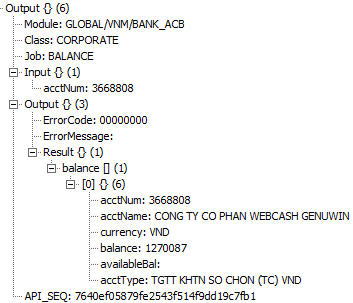 Output {} (6)
Module: GLOBAL/VNM/BANK_ACB
Class: CORPORATE
Job: BALANCE
Input {} (1)
acctNum: 3668808
Output {} (3)
ErrorCode: 00000000
ErrorMessage:
Result {} (1)
balance [] (1)
[0] {} (6)
acctNum: 3668808
acctName: CONG TY CO PHAN WEBCASH GENUWIN
currency: VND
balance: 1270087
availableBal:
acctType: TGTT KHTN SO CHON (TC) VND
API_SEQ: 7640ef05879fe2543f514f9dd19c7fb1